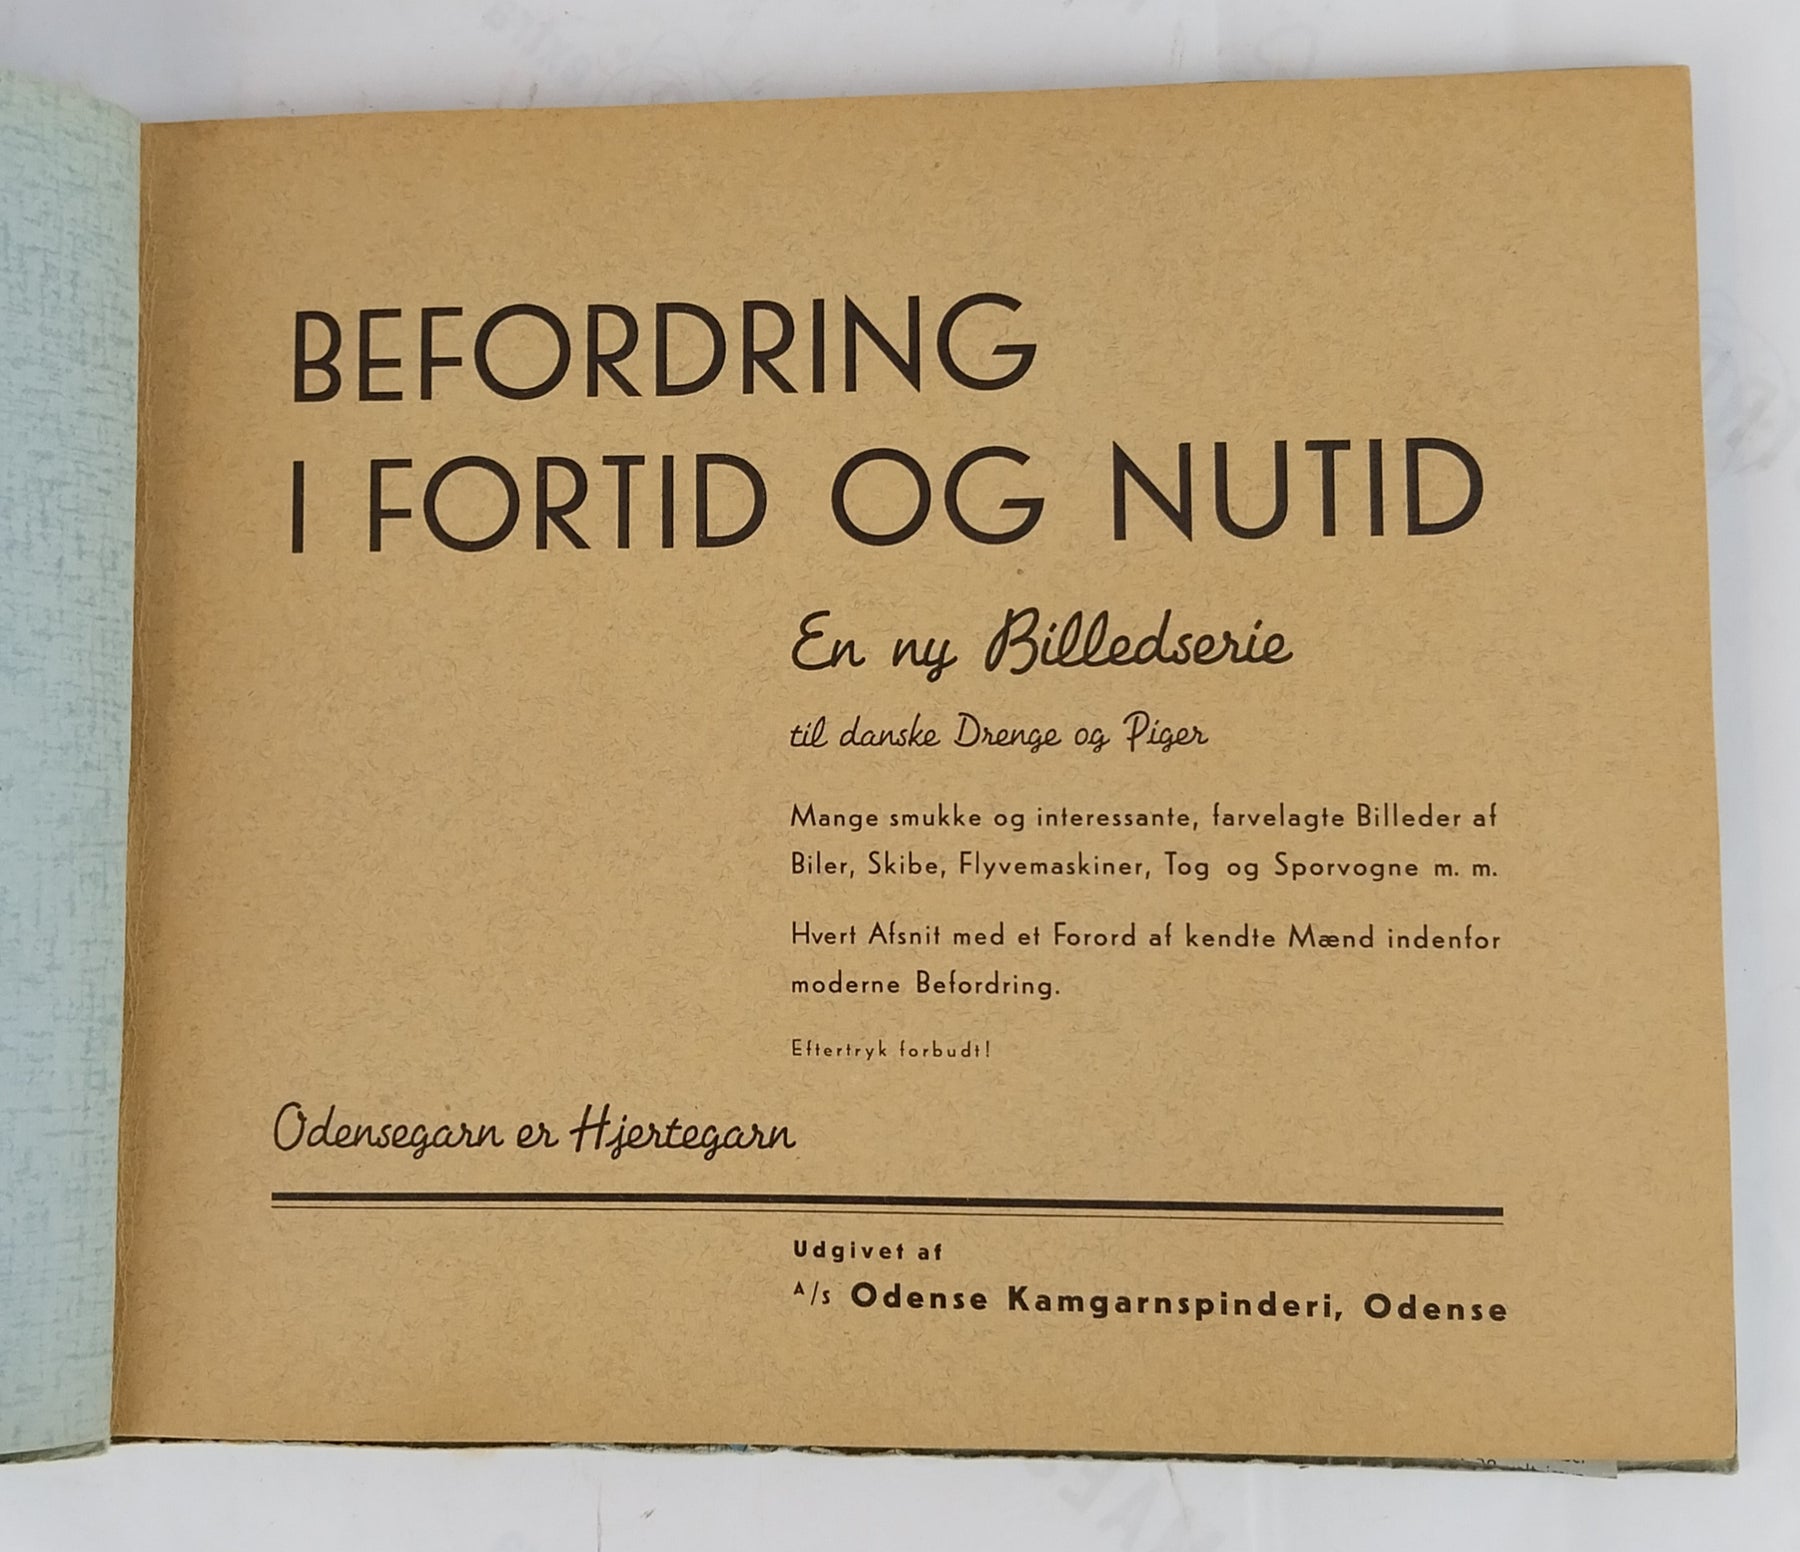 BEFORDRING
I FORTID OG NUTID
En ny Billedserie
til danske Drenge og Piger
Mange smukke og interessante, farvelagte Billeder af
Biler, Skibe, Flyvemaskiner, Tog og Sporvogne m. m.
Hvert Afsnit med et Forord af kendte Mænd indenfor
moderne Befordring.
Eftertryk forbudt!
Odensegarn er Hjertegarn
Udgivet af
A/s Odense Kamgarnspinderi, Odense